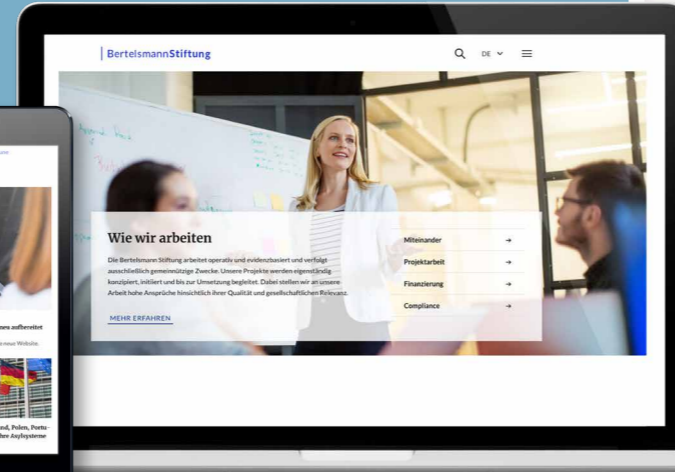 BertelsmannStiftung
DE
Wie wir arbeiten
Die Bertelsmann Stiftung arbeitet operativ und evidenzbasiert und verfolgt
ausschließlich gemeinnützige Zwecke. Unsere Projekte werden eigenständig
konzipiert, initiiert und bis zur Umsetzung begleitet. Dabei stellen wir an unsere
Arbeit hohe Ansprüche hinsichtlich ihrer Qualität und gesellschaftlichen Relevanz.
MEHR ERFAHREN
Miteinander
Projektarbeit
Finanzierung
Compliance
neu aufbereitet
neue Website.
and, Polen, Portu-
hre Asylsysteme